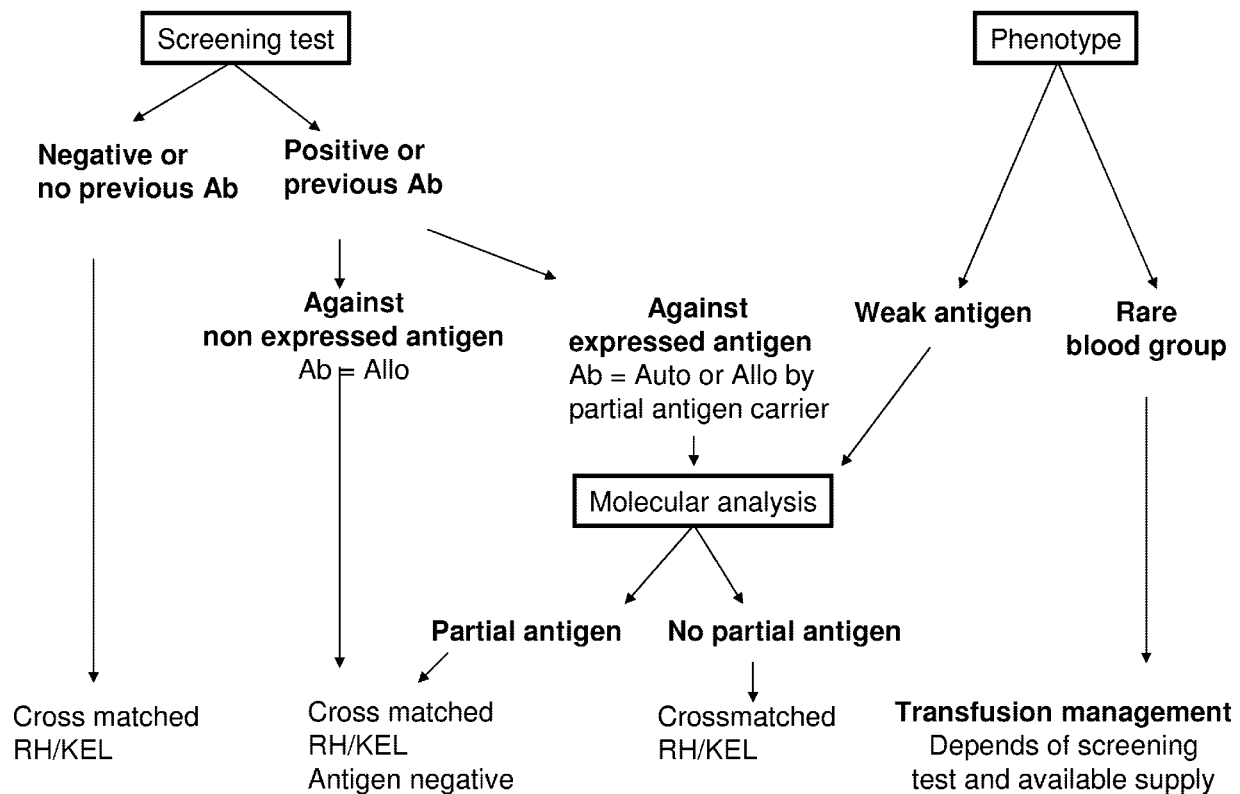 Screening test
Phenotype
Negative or
no previous Ab
Positive or
previous Ab
Against
non expressed antigen
Ab = Allo
Against
expressed antigen
Ab = Auto or Allo by
partial antigen carrier
Weak antigen
Rare
blood group
Molecular analysis
Partial antigen
No partial antigen
Cross matched
RH/KEL
Cross matched
RH/KEL
Antigen negative
Crossmatched
RH/KEL
Transfusion management
Depends of screening
test and available supply